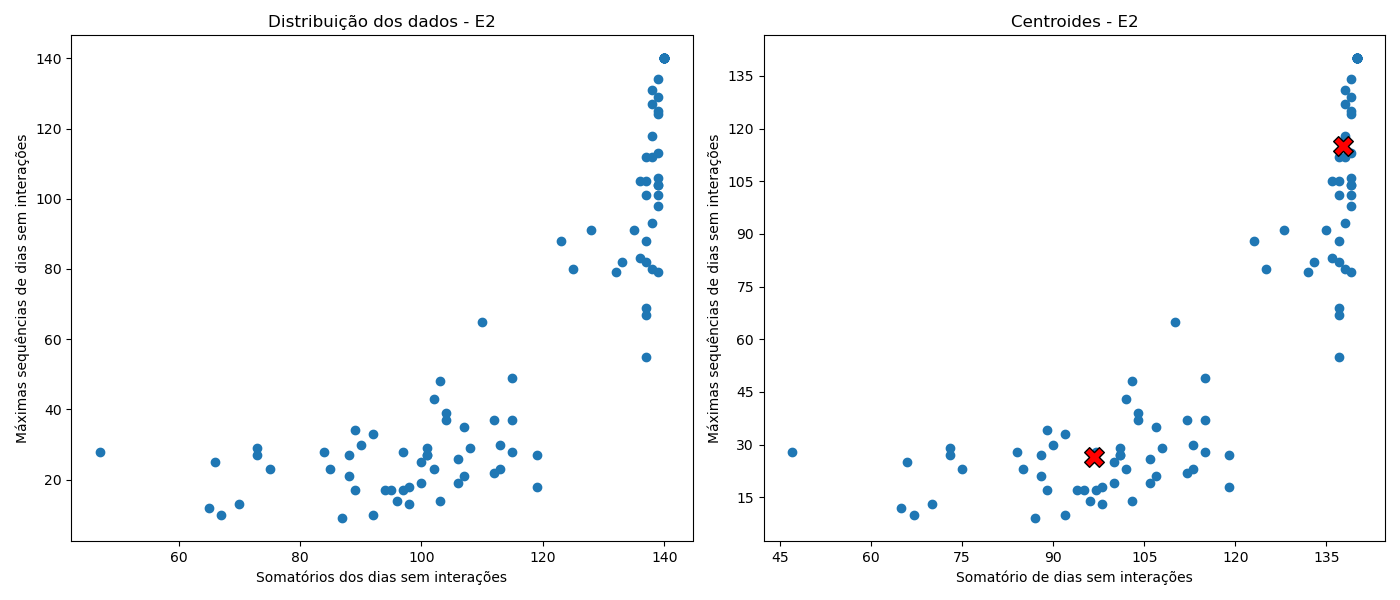 Distribuição dos dados - E2
Máximas sequências de dias sem interações
140
120
100
80
60
40
20
60 80 100 120 140
Somatórios dos dias sem interações
Centroides - E2
Máximas sequências de dias sem interações
135
120
105
90
75
60
45
30
15
45 60 75 90 105 120 135
Somatório de dias sem interações